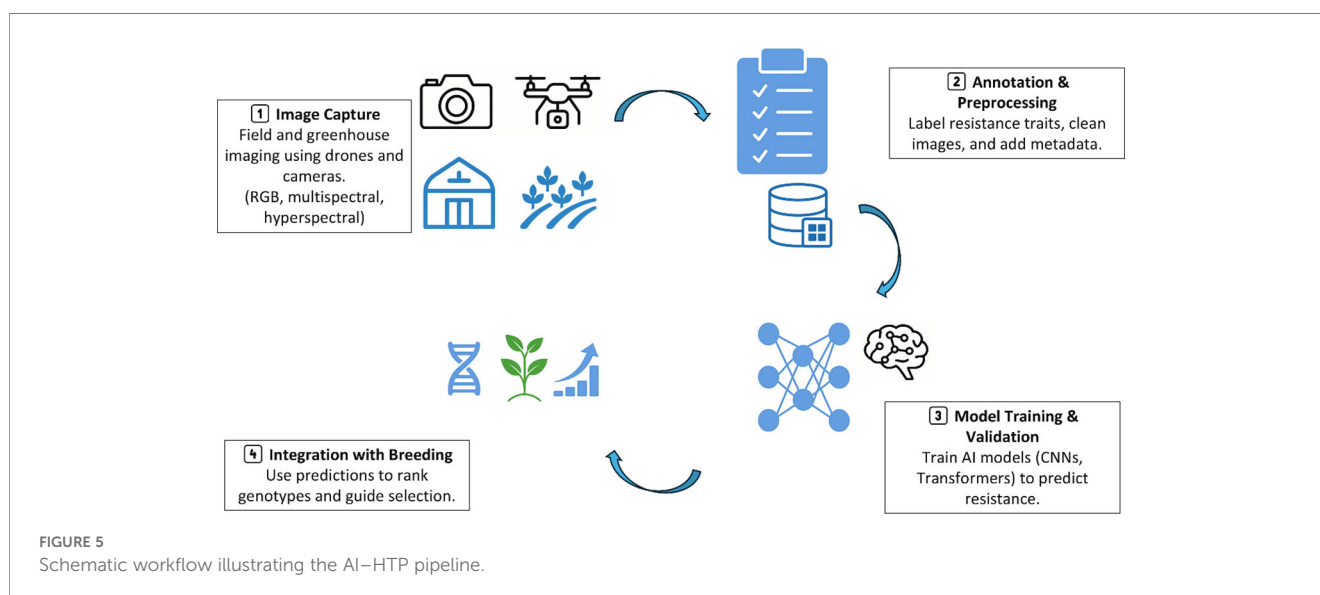 1 Image Capture
Field and greenhouse
imaging using drones and
cameras.
(RGB, multispectral,
hyperspectral)
2 Annotation &
Preprocessing
Label resistance traits, clean
images, and add metadata.
3 Model Training &
Validation
Train AI models (CNNs,
Transformers) to predict
resistance.
4 Integration with Breeding
Use predictions to rank
genotypes and guide selection.
FIGURE 5
Schematic workflow illustrating the AI–HTP pipeline.